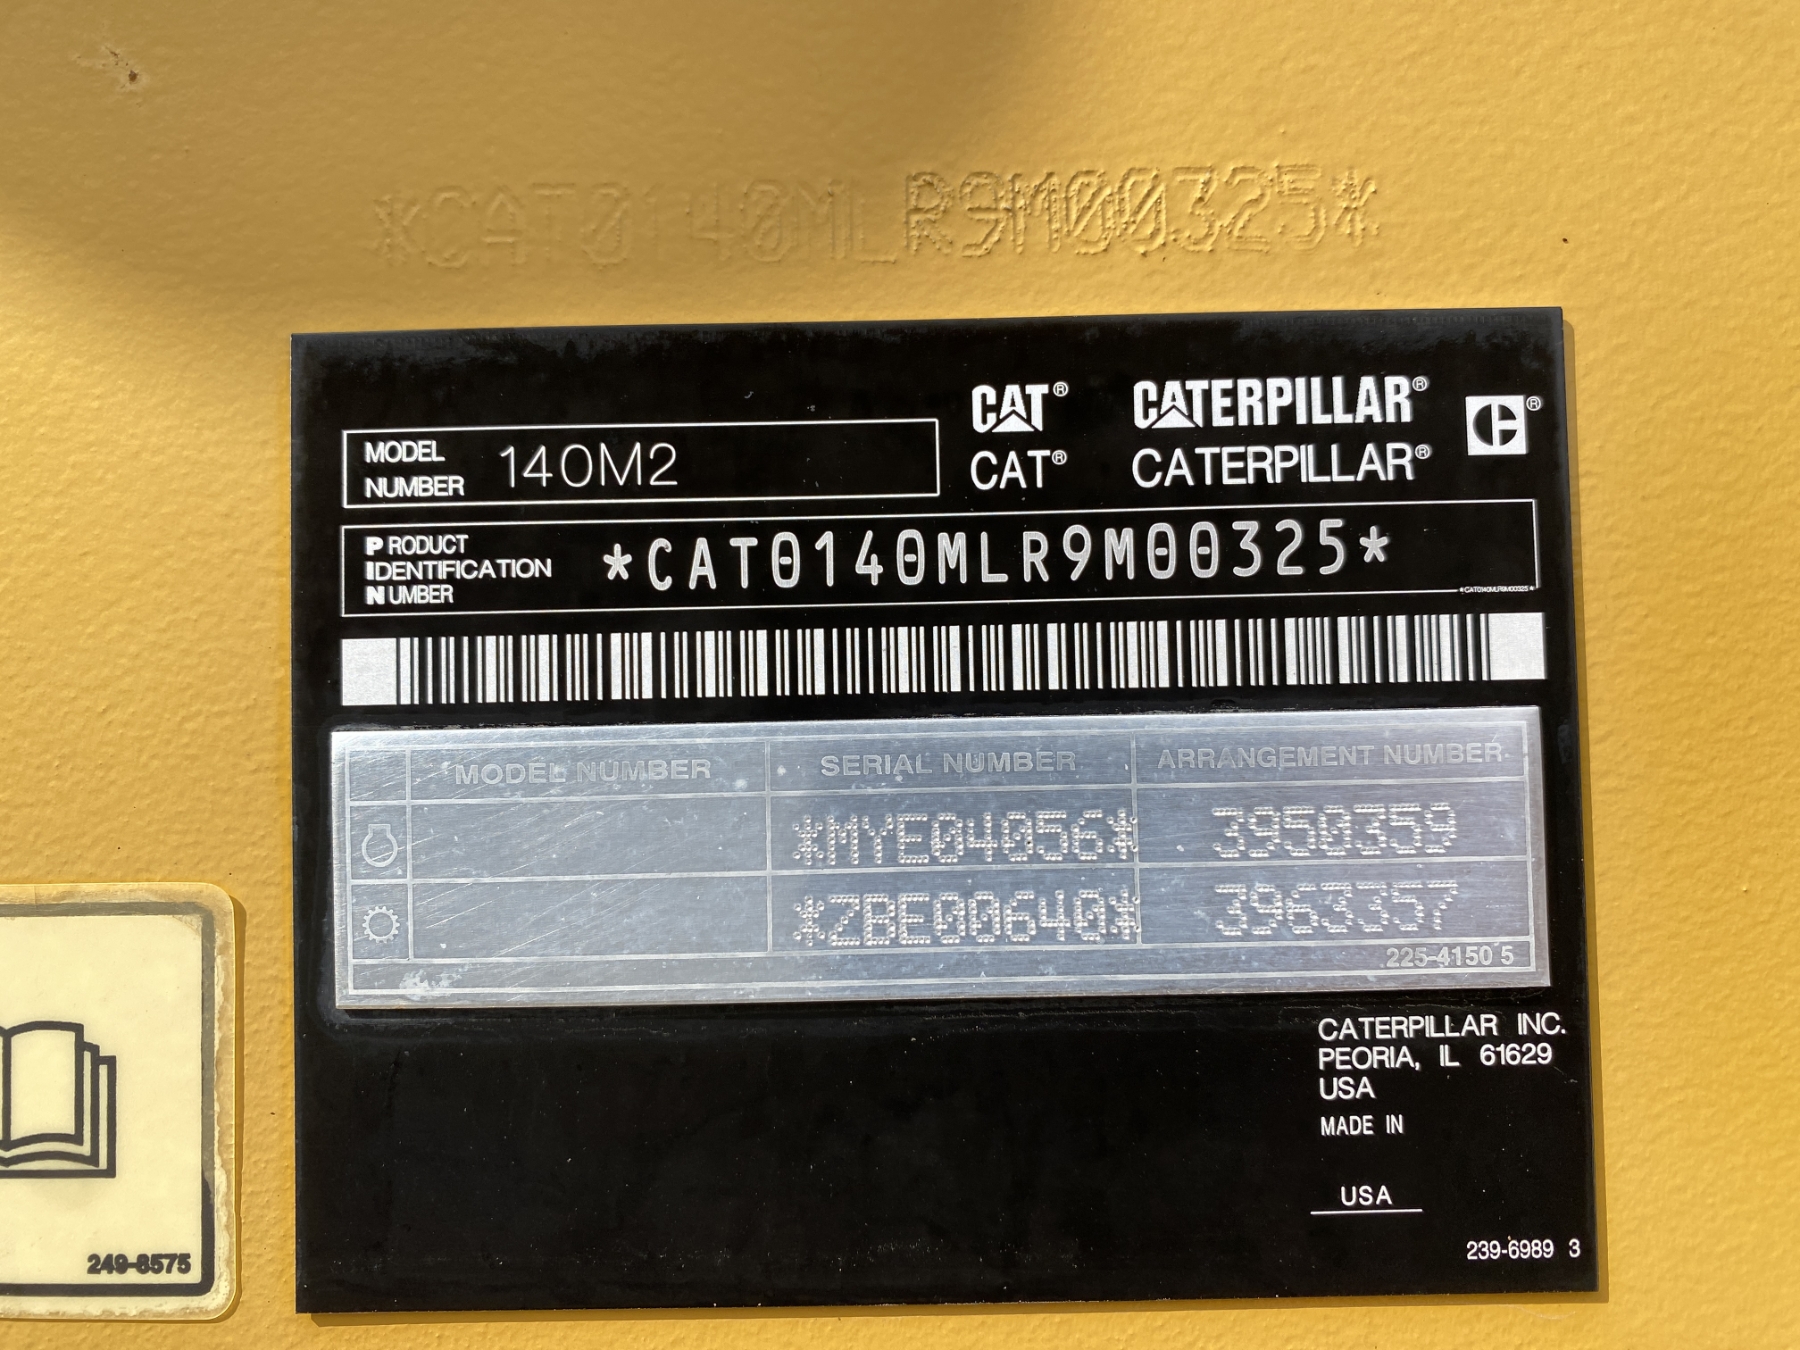 *CAT0140MLR9M00325*
CAT® CATERPILLAR®
MODEL NUMBER 140M2
CAT® CATERPILLAR®
PRODUCT IDENTIFICATION NUMBER *CAT0140MLR9M00325*
*CAT0140MLR9M00325*
MODEL NUMBER SERIAL NUMBER ARRANGEMENT NUMBER
*MYE04056* 3950359
*ZBE00640* 3963357
225-4150 5
CATERPILLAR INC.
PEORIA, IL 61629
USA
MADE IN
USA
239-6989 3
249-8575